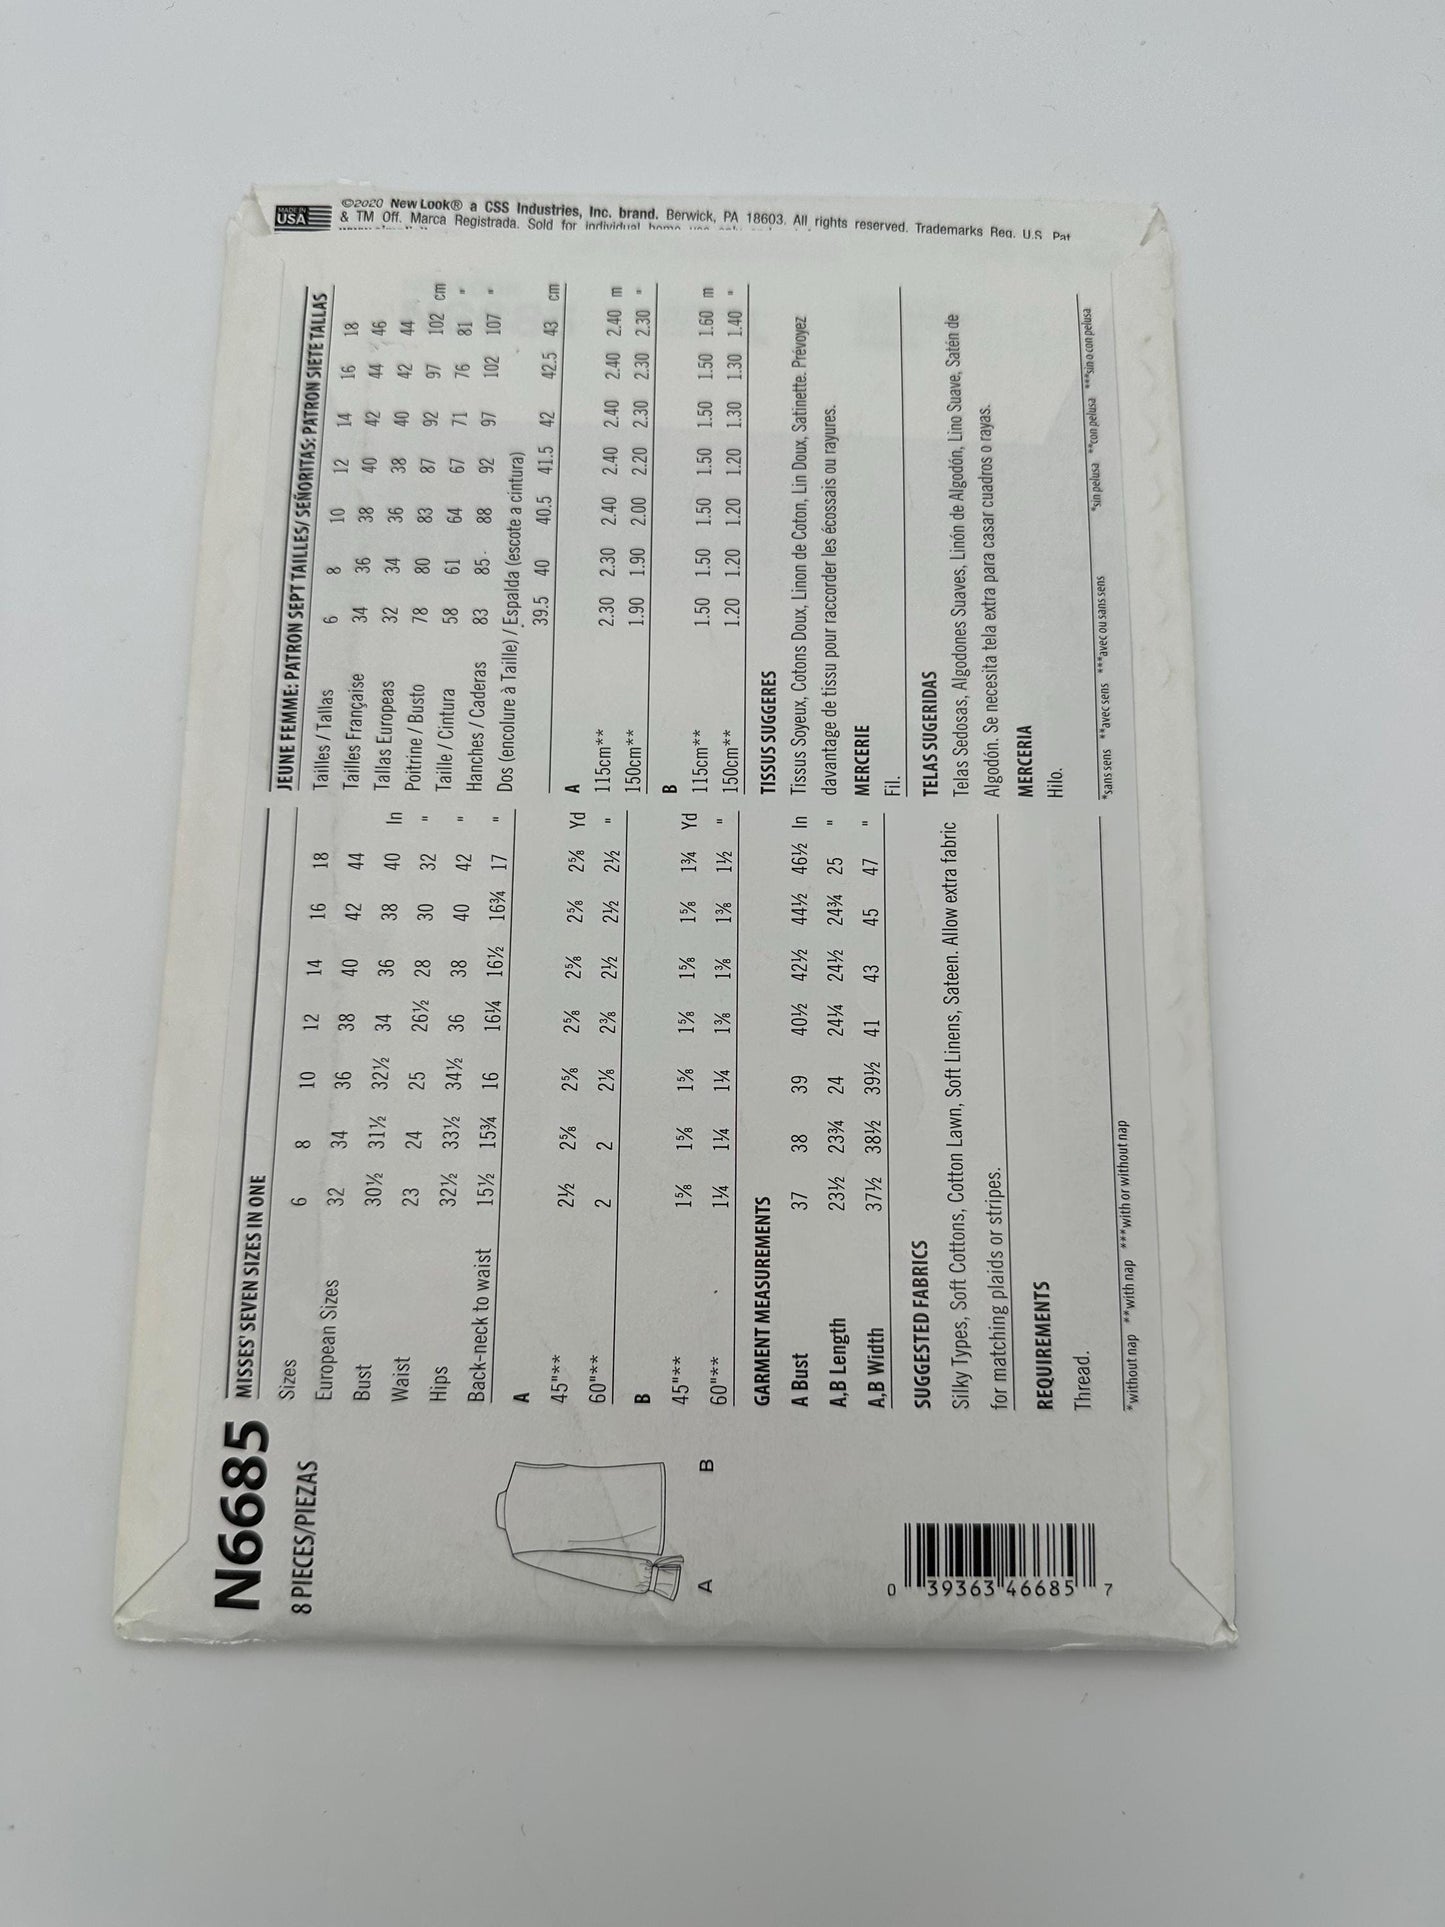 N6685
8 PIECES/PIEZAS
A B
0 39363 46685 7
MISSES' SEVEN SIZES IN ONE
Sizes 6 8 10 12 14 16 18
European Sizes 32 34 36 38 40 42 44
Bust 30½ 31½ 32½ 34 36 38 40 In
Waist 23 24 25 26½ 28 30 32 "
Hips 32½ 33½ 34½ 36 38 40 42 "
Back-neck to waist 15½ 15¾ 16 16¼ 16½ 16¾ 17 "
A
45"** 2½ 2⅝ 2⅝ 2⅝ 2⅝ 2⅝ 2⅝ Yd
60"** 2 2 2⅛ 2⅜ 2½ 2½ 2½ "
B
45"** 1⅝ 1⅝ 1⅝ 1⅝ 1⅝ 1⅝ 1¾ Yd
60"** 1¼ 1¼ 1¼ 1⅜ 1⅜ 1⅜ 1½ "
GARMENT MEASUREMENTS
A Bust 37 38 39 40½ 42½ 44½ 46½ In
A,B Length 23½ 23¾ 24 24¼ 24½ 24¾ 25 "
A,B Width 37½ 38½ 39½ 41 43 45 47 "
SUGGESTED FABRICS
Silky Types, Soft Cottons, Cotton Lawn, Soft Linens, Sateen. Allow extra fabric
for matching plaids or stripes.
REQUIREMENTS
Thread.
*without nap **with nap ***with or without nap
JEUNE FEMME: PATRON SEPT TAILLES/ SEÑORITAS: PATRON SIETE TALLAS
Tailles / Tallas 6 8 10 12 14 16 18
Tailles Française 34 36 38 40 42 44 46
Tallas Europeas 32 34 36 38 40 42 44
Poitrine / Busto 78 80 83 87 92 97 102 cm
Taille / Cintura 58 61 64 67 71 76 81 "
Hanches / Caderas 83 85 88 92 97 102 107 "
Dos (encolure à Taille) / Espalda (escote a cintura)
39.5 40 40.5 41.5 42 42.5 43 cm
A
115cm** 2.30 2.30 2.40 2.40 2.40 2.40 2.40 m
150cm** 1.90 1.90 2.00 2.20 2.30 2.30 2.30 "
B
115cm** 1.50 1.50 1.50 1.50 1.50 1.50 1.60 m
150cm** 1.20 1.20 1.20 1.20 1.30 1.30 1.40 "
TISSUS SUGGERES
Tissus Soyeux, Cotons Doux, Linon de Coton, Lin Doux, Satinette. Prévoyez
davantage de tissu pour raccorder les écossais ou rayures.
MERCERIE
Fil.
TELAS SUGERIDAS
Telas Sedosas, Algodones Suaves, Linón de Algodón, Lino Suave, Satén de
Algodón. Se necesita tela extra para casar cuadros o rayas.
MERCERIA
Hilo.
*sans sens **avec sens ***avec ou sans sens
*sin pelusa **con pelusa ***sin o con pelusa
MADE IN
USA
©2020 New Look® a CSS Industries, Inc. brand. Berwick, PA 18603. All rights reserved. Trademarks Reg. U.S. Pat
& TM Off. Marca Registrada. Sold for individual home use only